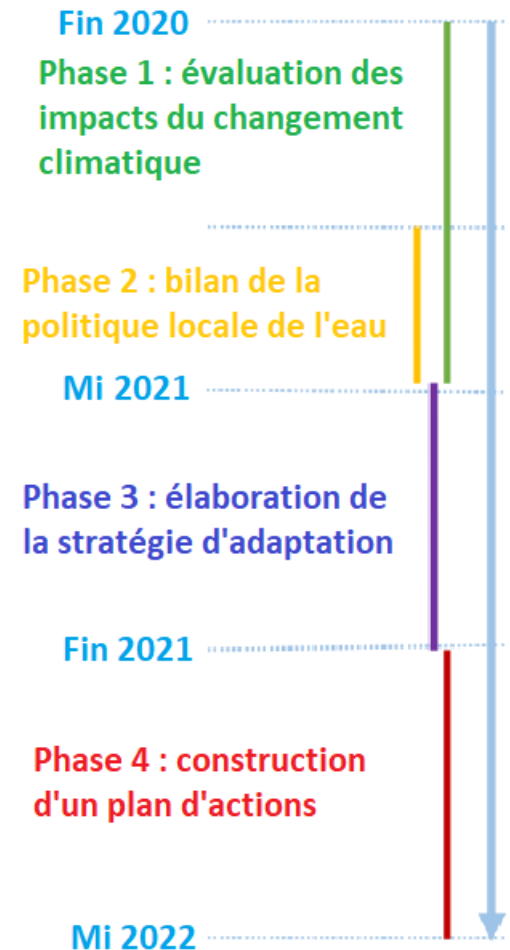 Fin 2020
Phase 1 : évaluation des
impacts du changement
climatique
Phase 2 : bilan de la
politique locale de l'eau
Mi 2021
Phase 3 : élaboration de
la stratégie d'adaptation
Fin 2021
Phase 4 : construction
d'un plan d'actions
Mi 2022